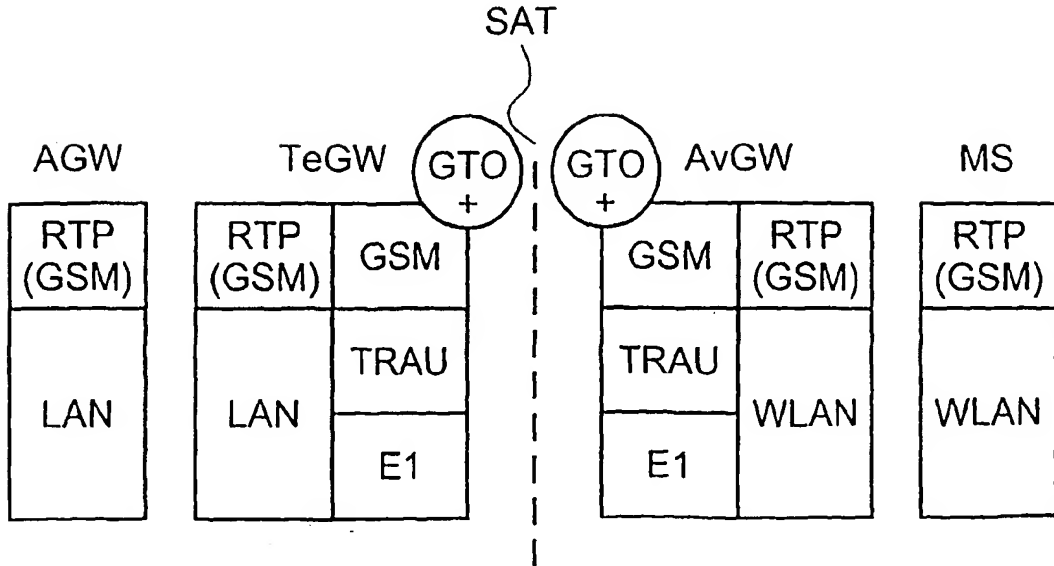 SAT
AGW
TeGW
GTO
+
GTO
+
AvGW
MS
RTP
(GSM)
LAN
RTP
(GSM)
LAN
GSM
TRAU
E1
GSM
TRAU
E1
RTP
(GSM)
WLAN
RTP
(GSM)
WLAN